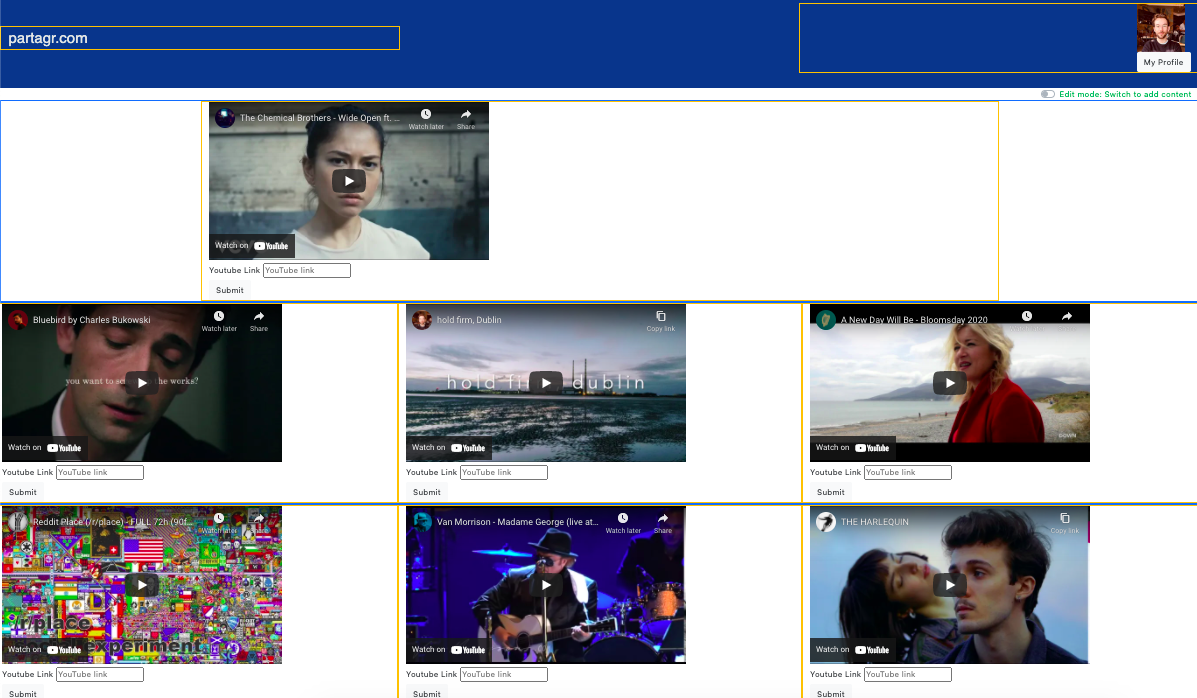 partagr.com
My Profile
Edit mode: Switch to add content
The Chemical Brothers - Wide Open ft. ...
Watch later
Share
Watch on YouTube
Youtube Link YouTube link
Submit
Bluebird by Charles Bukowski
Watch later
Share
you want to the works?
Watch on YouTube
Youtube Link YouTube link
Submit
hold firm, Dublin
Copy link
hold dublin
Watch on YouTube
Youtube Link YouTube link
Submit
A New Day Will Be - Bloomsday 2020
DOWN
Watch on YouTube
Youtube Link YouTube link
Submit
Reddit Place (/r/place) - FULL 72h (90f...
Watch later
Share
/r/place
experiment
Watch on YouTube
Youtube Link YouTube link
Submit
Van Morrison - Madame George (live at...
Watch later
Share
Watch on YouTube
Youtube Link YouTube link
Submit
THE HARLEQUIN
Copy link
Watch on YouTube
Youtube Link YouTube link
Submit